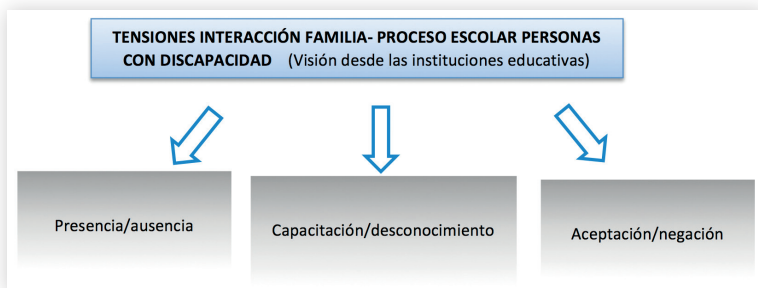 TENSIONES INTERACCIÓN FAMILIA- PROCESO ESCOLAR PERSONAS
CON DISCAPACIDAD (Visión desde las instituciones educativas)
Presencia/ausencia
Capacitación/desconocimiento
Aceptación/negación